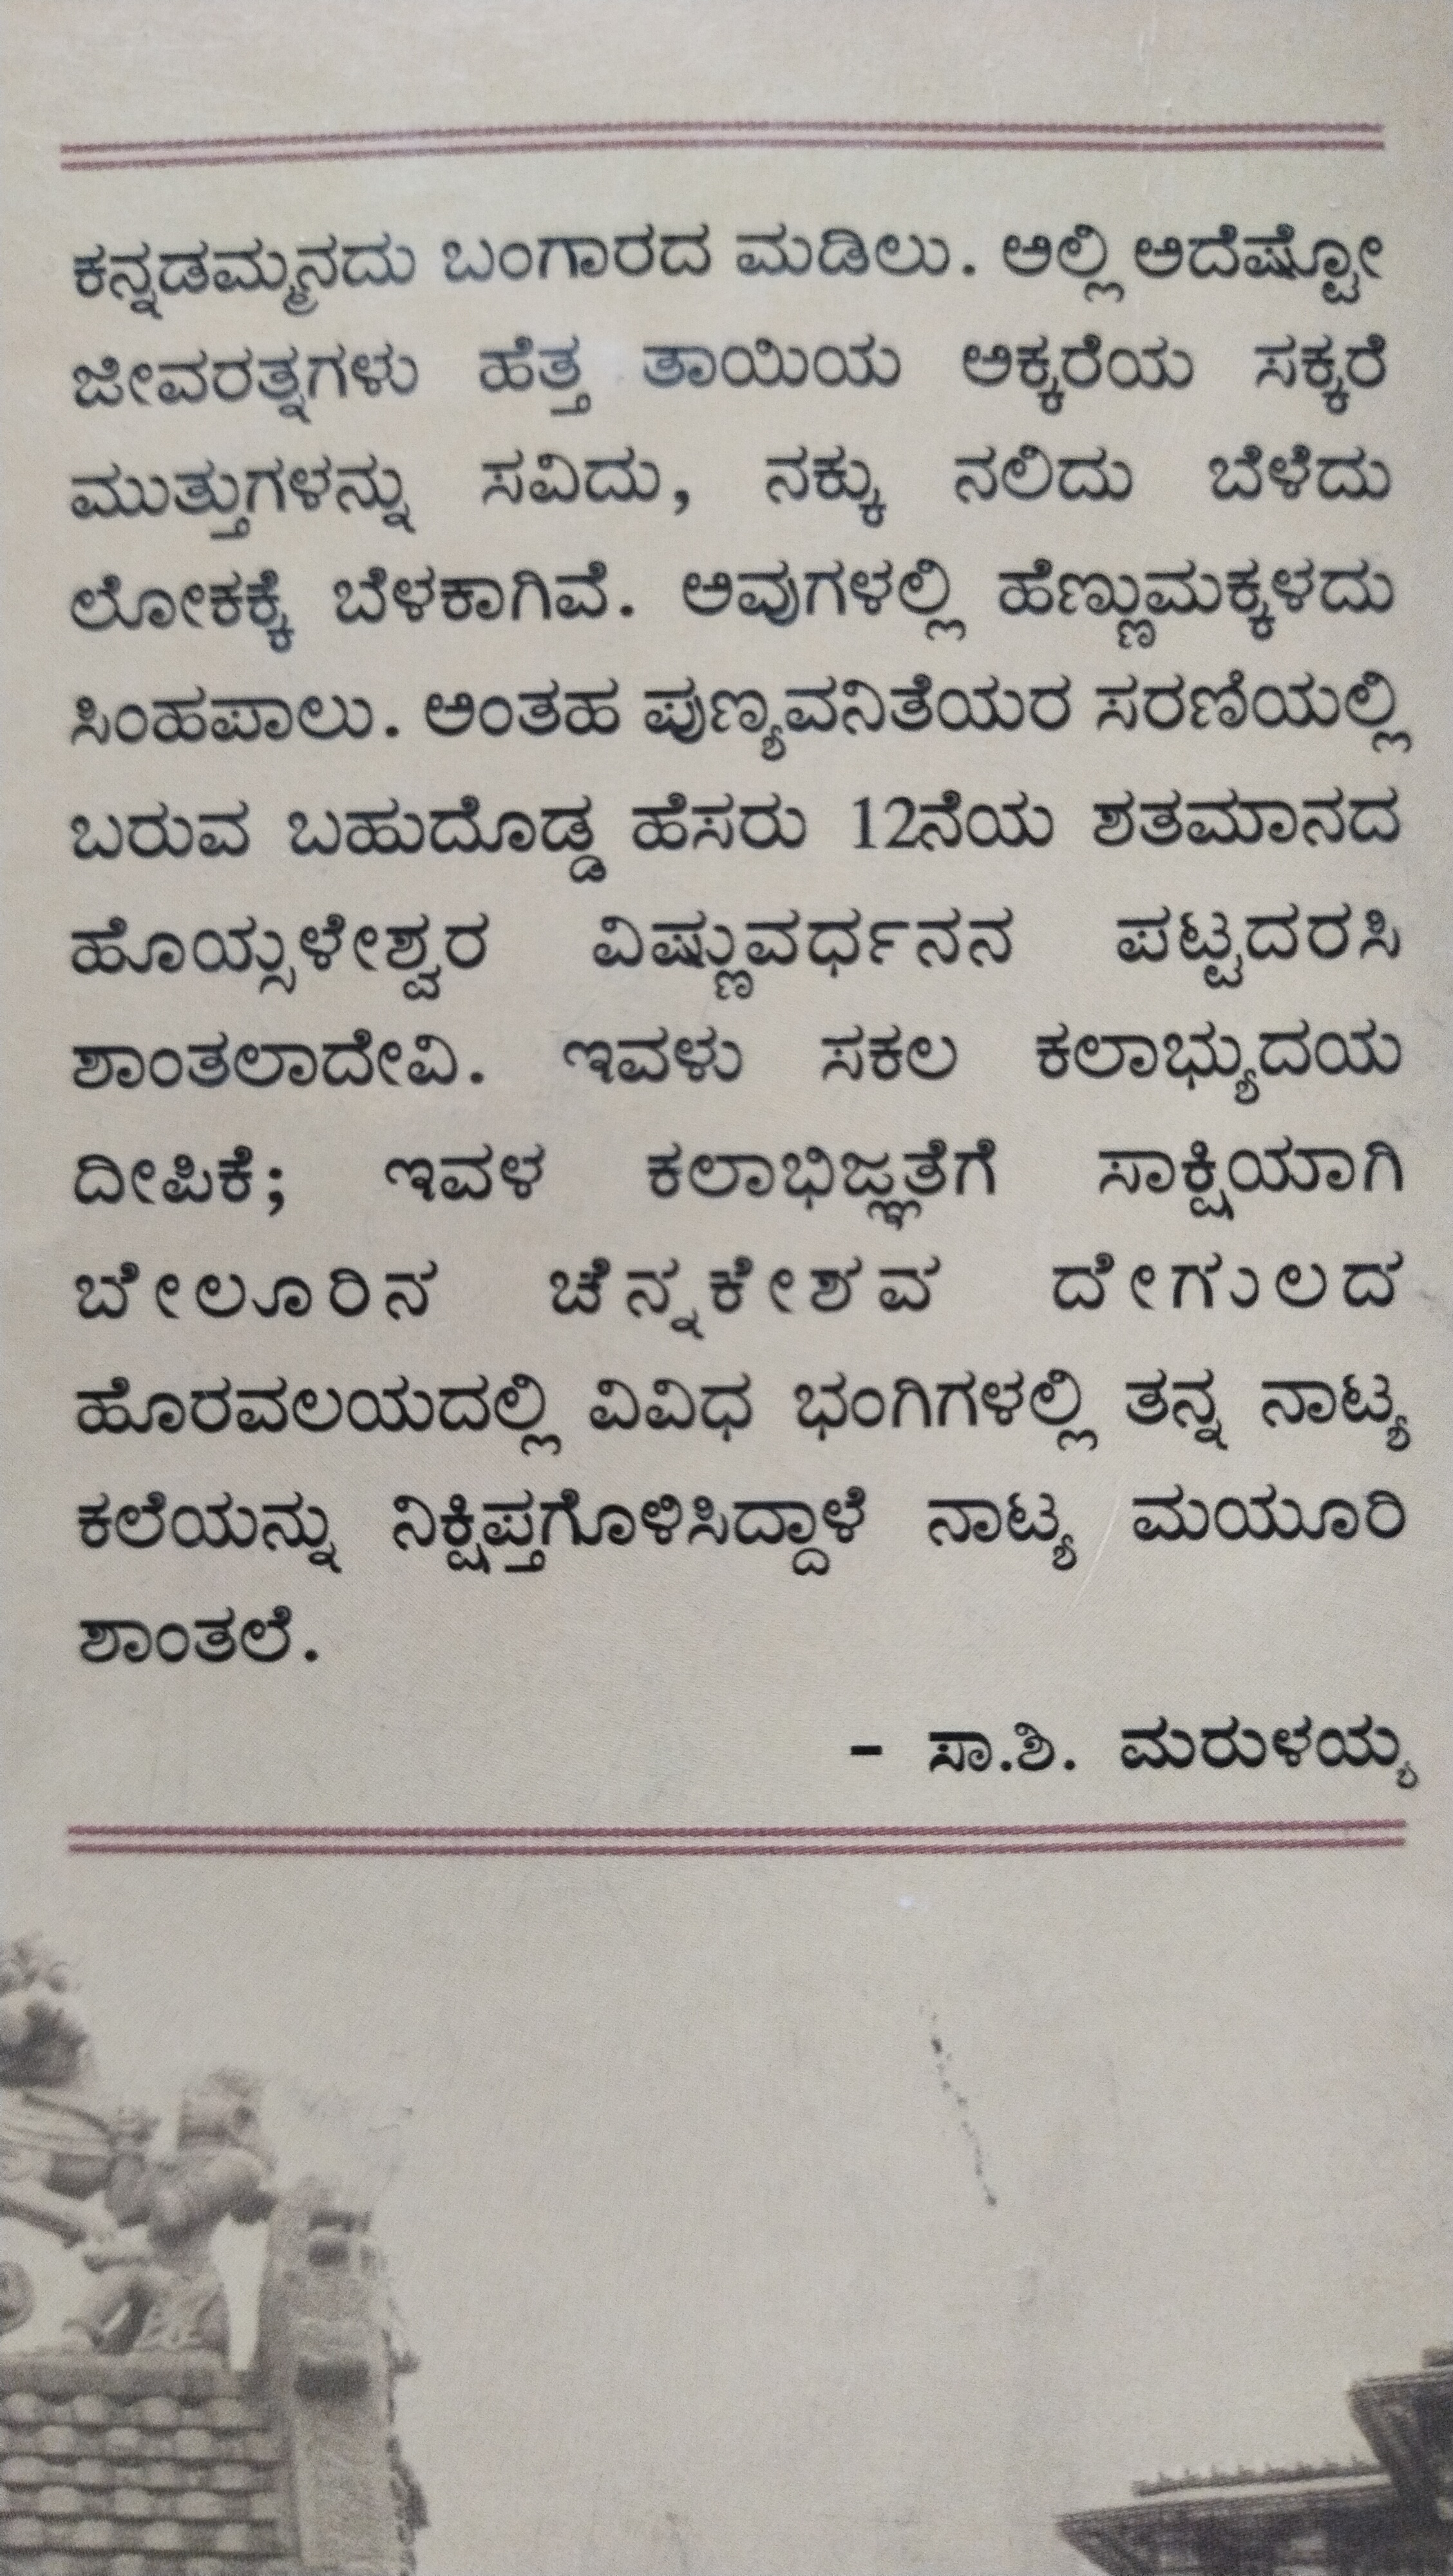 ಕನ್ನಡಮ್ಮನದು ಬಂಗಾರದ ಮಡಿಲು. ಅಲ್ಲಿ ಅದೆಷ್ಟೋ
ಜೀವರತ್ನಗಳು ಹೆತ್ತ ತಾಯಿಯ ಅಕ್ಕರೆಯ ಸಕ್ಕರೆ
ಮುತ್ತುಗಳನ್ನು ಸವಿದು, ನಕ್ಕು ನಲಿದು ಬೆಳೆದು
ಲೋಕಕ್ಕೆ ಬೆಳಕಾಗಿವೆ. ಅವುಗಳಲ್ಲಿ ಹೆಣ್ಣುಮಕ್ಕಳದು
ಸಿಂಹಪಾಲು. ಅಂತಹ ಪುಣ್ಯವನಿತೆಯರ ಸರಣಿಯಲ್ಲಿ
ಬರುವ ಬಹುದೊಡ್ಡ ಹೆಸರು 12ನೆಯ ಶತಮಾನದ
ಹೊಯ್ಸಳೇಶ್ವರ ವಿಷ್ಣುವರ್ಧನನ ಪಟ್ಟದರಸಿ
ಶಾಂತಲಾದೇವಿ. ಇವಳು ಸಕಲ ಕಲಾಭ್ಯುದಯ
ದೀಪಿಕೆ; ಇವಳ ಕಲಾಭಿಜ್ಞತೆಗೆ ಸಾಕ್ಷಿಯಾಗಿ
ಬೇಲೂರಿನ ಚೆನ್ನಕೇಶವ ದೇಗುಲದ
ಹೊರವಲಯದಲ್ಲಿ ವಿವಿಧ ಭಂಗಿಗಳಲ್ಲಿ ತನ್ನ ನಾಟ್ಯ
ಕಲೆಯನ್ನು ನಿಕ್ಷಿಪ್ತಗೊಳಿಸಿದ್ದಾಳೆ ನಾಟ್ಯ ಮಯೂರಿ
ಶಾಂತಲೆ.
- ಸಾ.ಶಿ. ಮರುಳಯ್ಯ